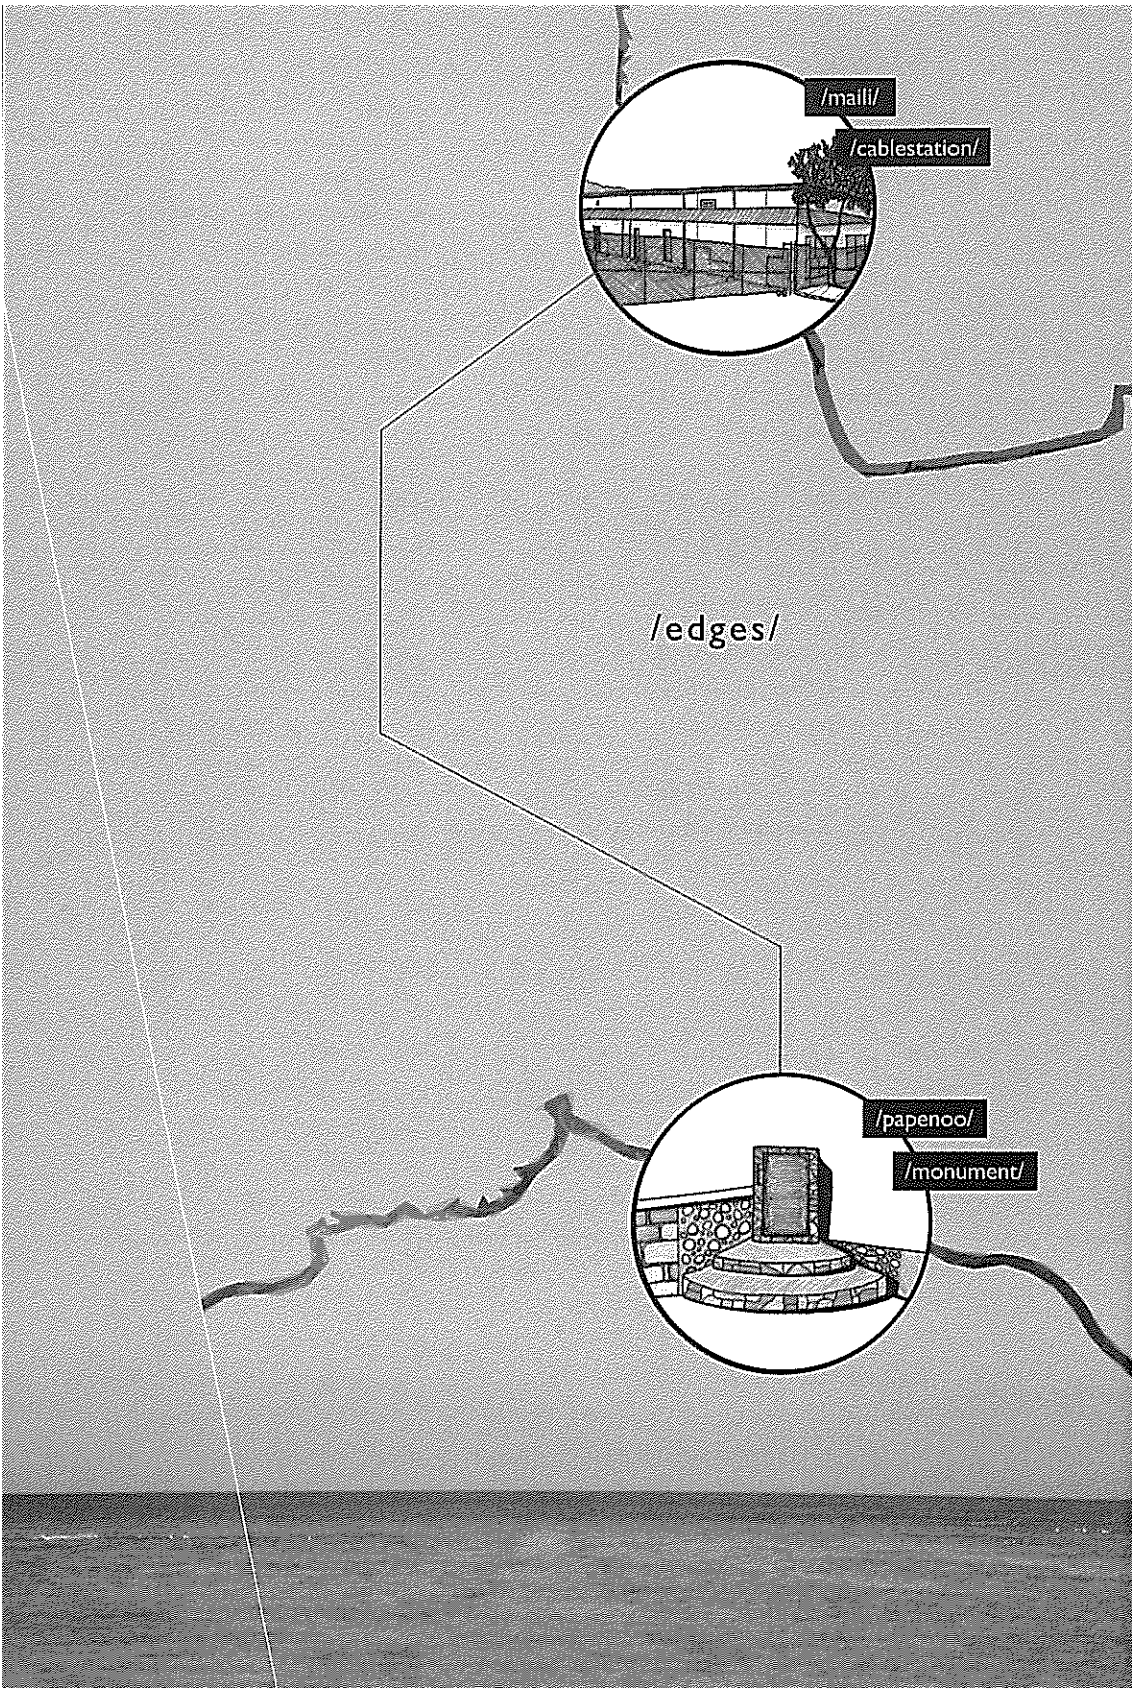 /maili/
/cablestation/
/edges/
/papenoo/
/monument/